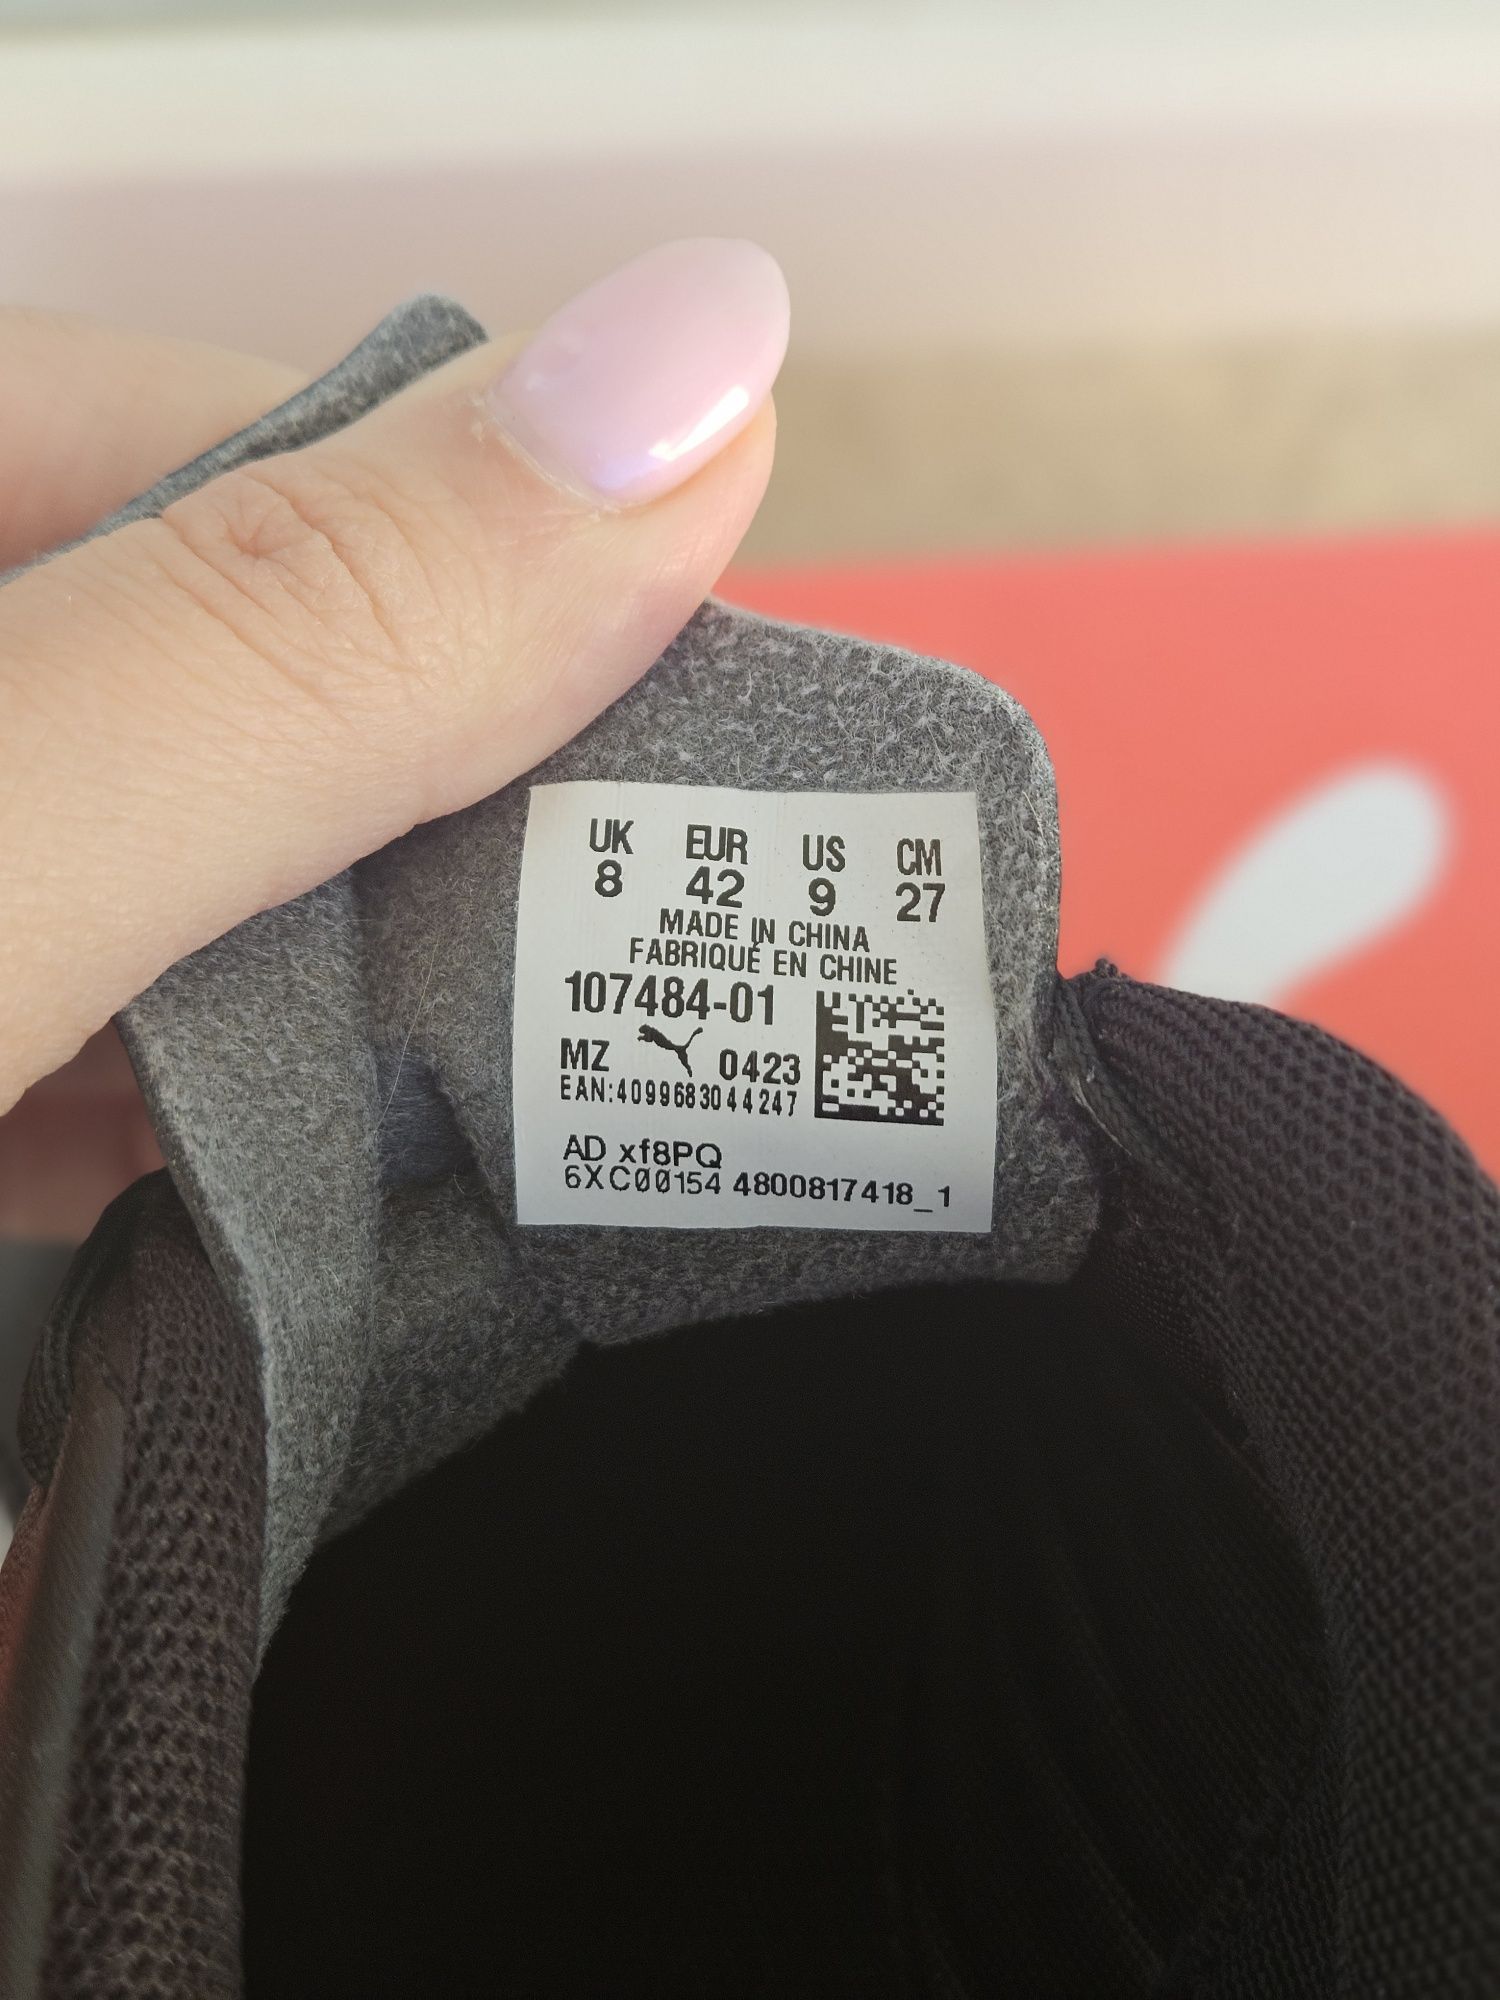 UK EUR US CM
8 42 9 27
MADE IN CHINA
FABRIQUÉ EN CHINE
107484-01
MZ 0423
EAN:4099683044247
AD xf8PQ
6XC00154 4800817418_1